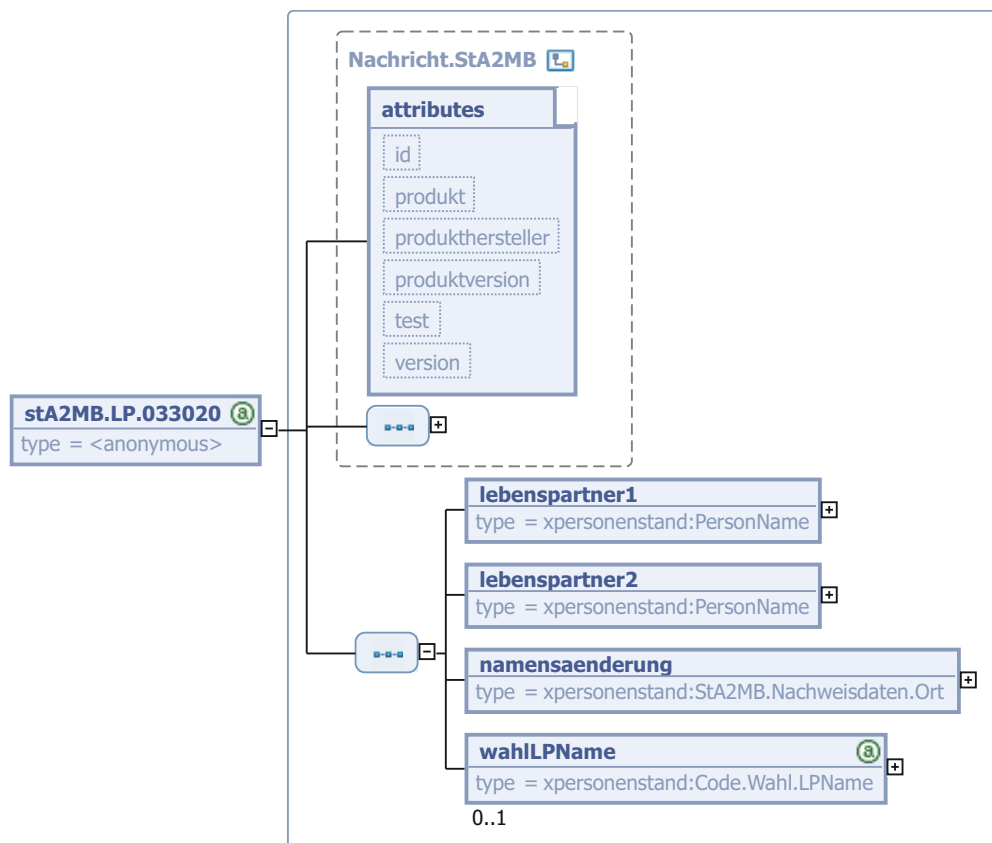 Nachricht.StA2MB
attributes
id
produkt
produkthersteller
produktversion
test
version
stA2MB.LP.033020 a
type = <anonymous>
lebenspartner1
type = xpersonenstand:PersonName
lebenspartner2
type = xpersonenstand:PersonName
namensaenderung
type = xpersonenstand:StA2MB.Nachweisdaten.Ort
wahlLPName a
type = xpersonenstand:Code.Wahl.LPName
0..1